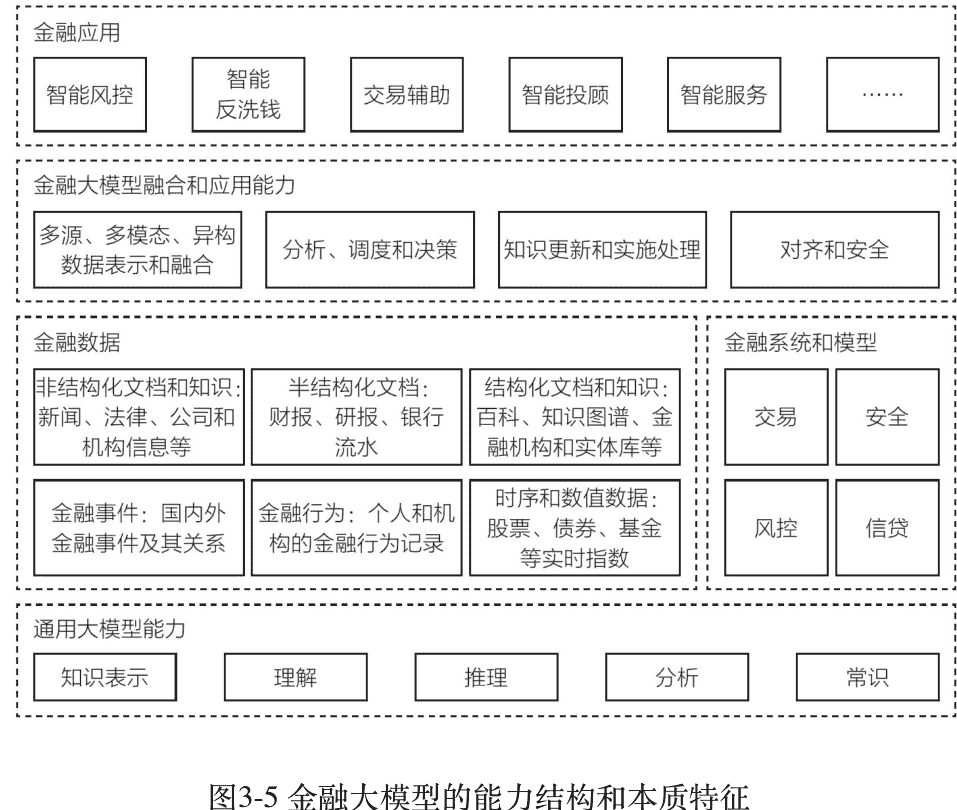 金融应用
智能风控
智能
反洗钱
交易辅助
智能投顾
智能服务
……
金融大模型融合和应用能力
多源、多模态、异构
数据表示和融合
分析、调度和决策
知识更新和实施处理
对齐和安全
金融数据
非结构化文档和知识：
新闻、法律、公司和
机构信息等
半结构化文档：
财报、研报、银行
流水
结构化文档和知识：
百科、知识图谱、金
融机构和实体库等
金融事件：国内外
金融事件及其关系
金融行为：个人和机
构的金融行为记录
时序和数值数据：
股票、债券、基金
等实时指数
金融系统和模型
交易
安全
风控
信贷
通用大模型能力
知识表示
理解
推理
分析
常识
图3-5 金融大模型的能力结构和本质特征